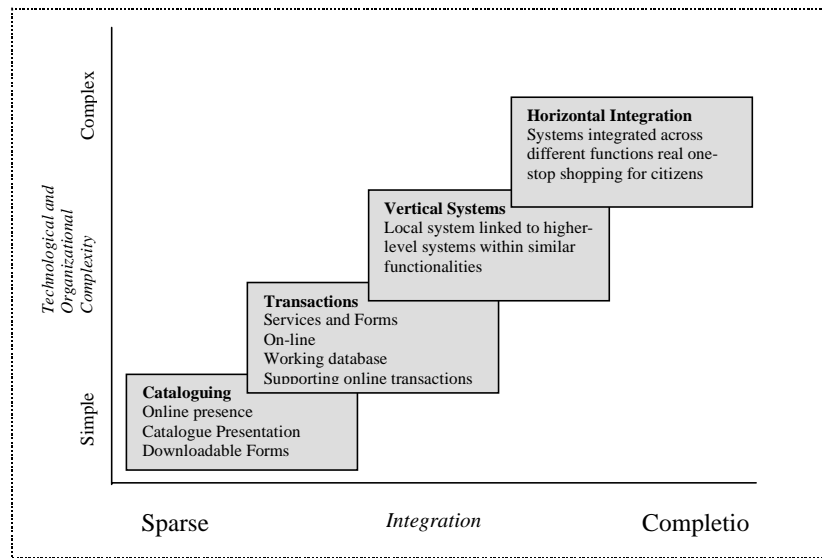 Complex
Horizontal Integration
Systems integrated across
different functions real one-
stop shopping for citizens
Vertical Systems
Local system linked to higher-
level systems within similar
functionalities
Technological and
Organizational
Complexity
Transactions
Services and Forms
On-line
Working database
Supporting online transactions
Simple
Cataloguing
Online presence
Catalogue Presentation
Downloadable Forms
Sparse
Integration
Completio